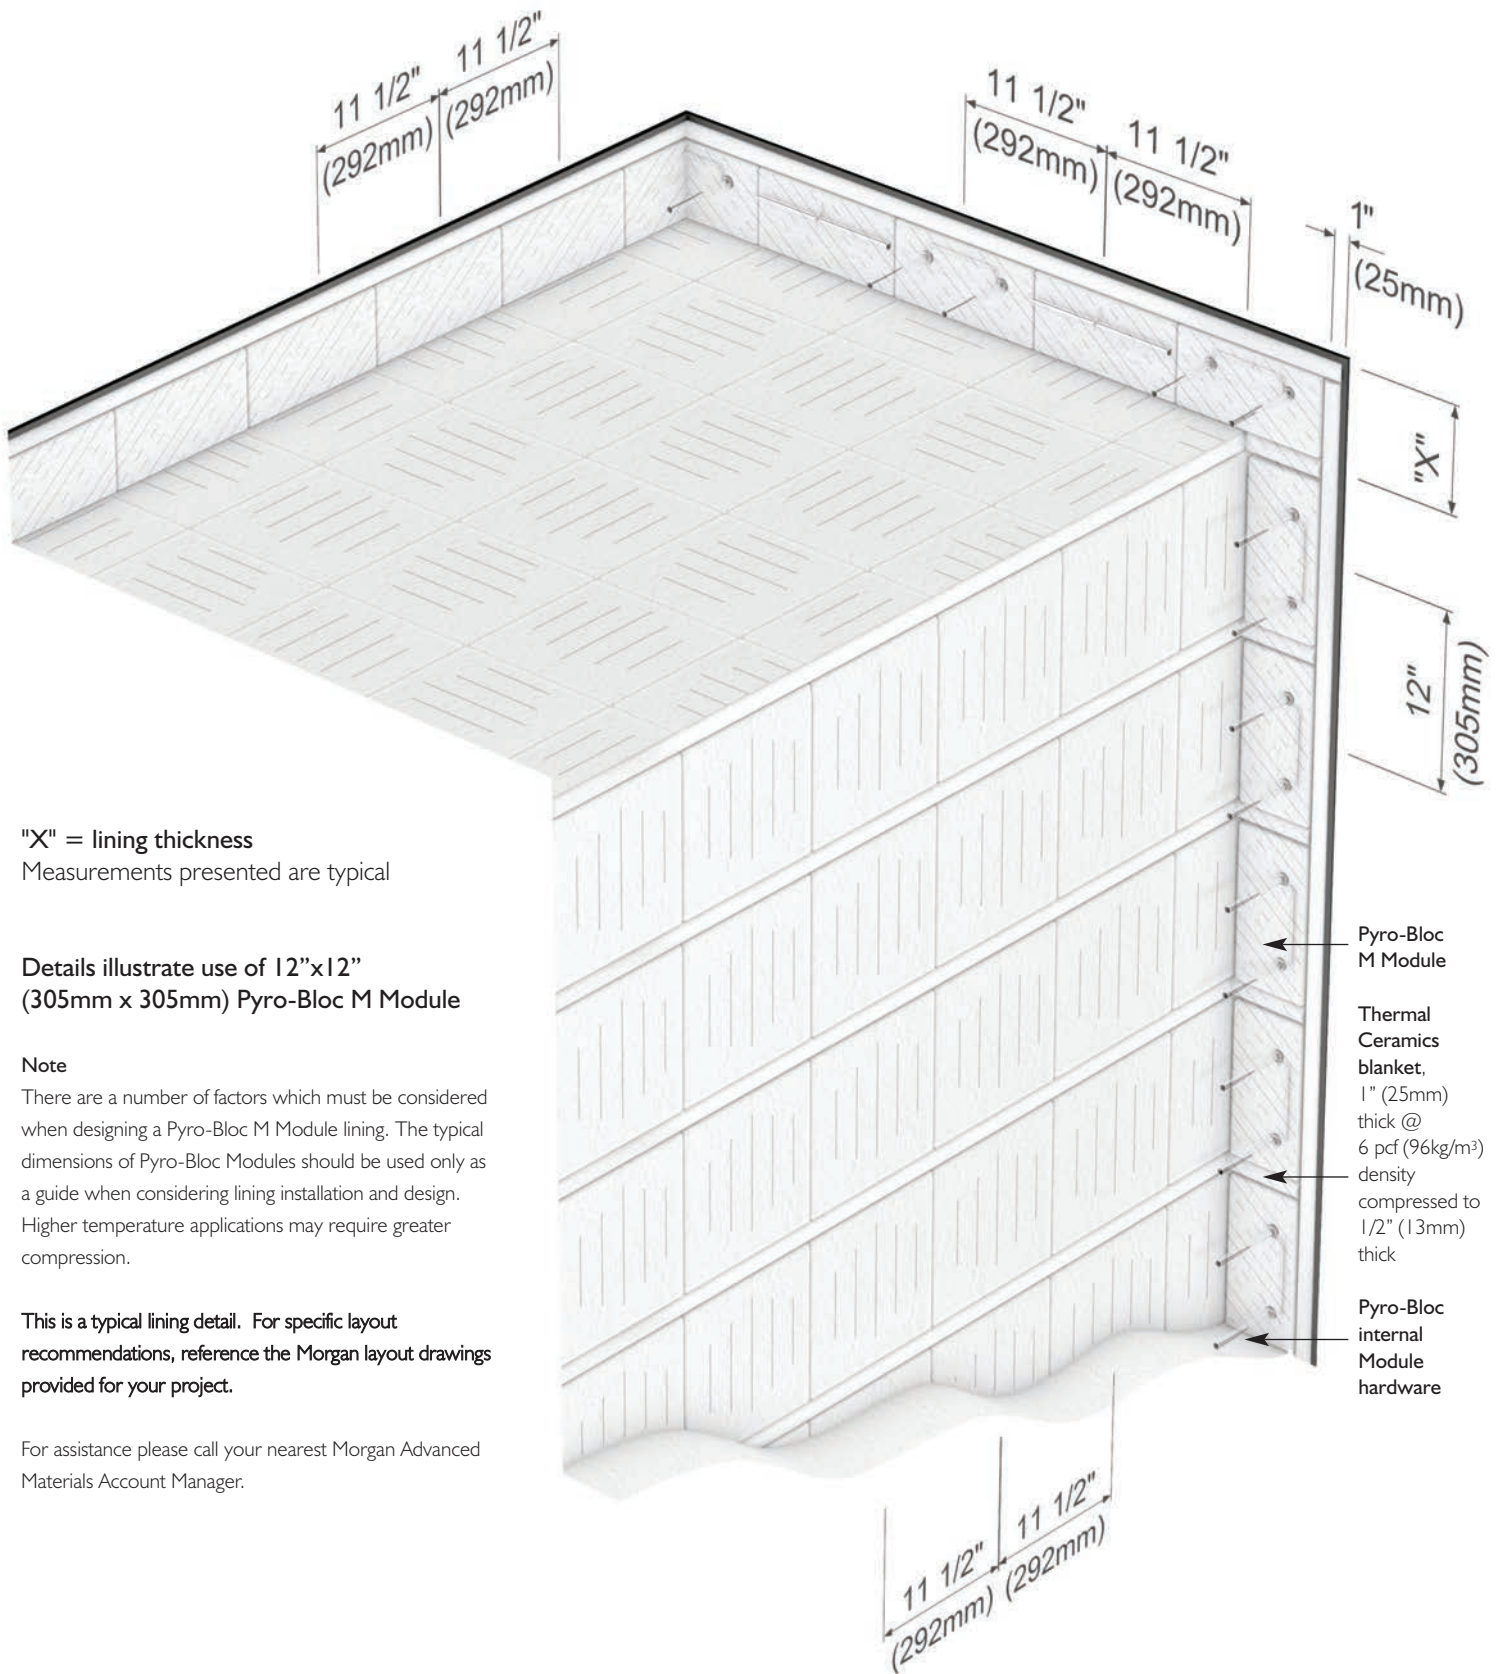 11 1/2"
(292mm)
11 1/2"
(292mm)
11 1/2"
(292mm)
11 1/2"
(292mm)
1"
(25mm)
"X"
12"
(305mm)
"X" = lining thickness
Measurements presented are typical
Details illustrate use of 12”x12”
(305mm x 305mm) Pyro-Bloc M Module
Note
There are a number of factors which must be considered
when designing a Pyro-Bloc M Module lining. The typical
dimensions of Pyro-Bloc Modules should be used only as
a guide when considering lining installation and design.
Higher temperature applications may require greater
compression.
This is a typical lining detail. For specific layout
recommendations, reference the Morgan layout drawings
provided for your project.
For assistance please call your nearest Morgan Advanced
Materials Account Manager.
Pyro-Bloc
M Module
Thermal
Ceramics
blanket,
1” (25mm)
thick @
6 pcf (96kg/m³)
density
compressed to
1/2” (13mm)
thick
Pyro-Bloc
internal
Module
hardware
11 1/2"
(292mm)
11 1/2"
(292mm)